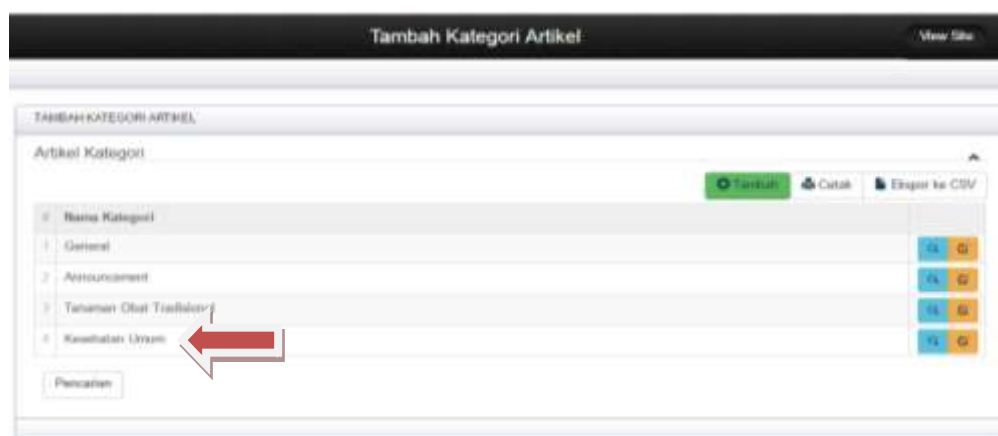 Tambah Kategori Artikel View Site
TAMBAH KATEGORI ARTIKEL
Artikel Kategori
Tambah Cetak Ekspor ke CSV
# Nama Kategori
1 General
2 Announcement
3 Tanaman Obat Tradisional
4 Kesehatan Umum
Pencarian